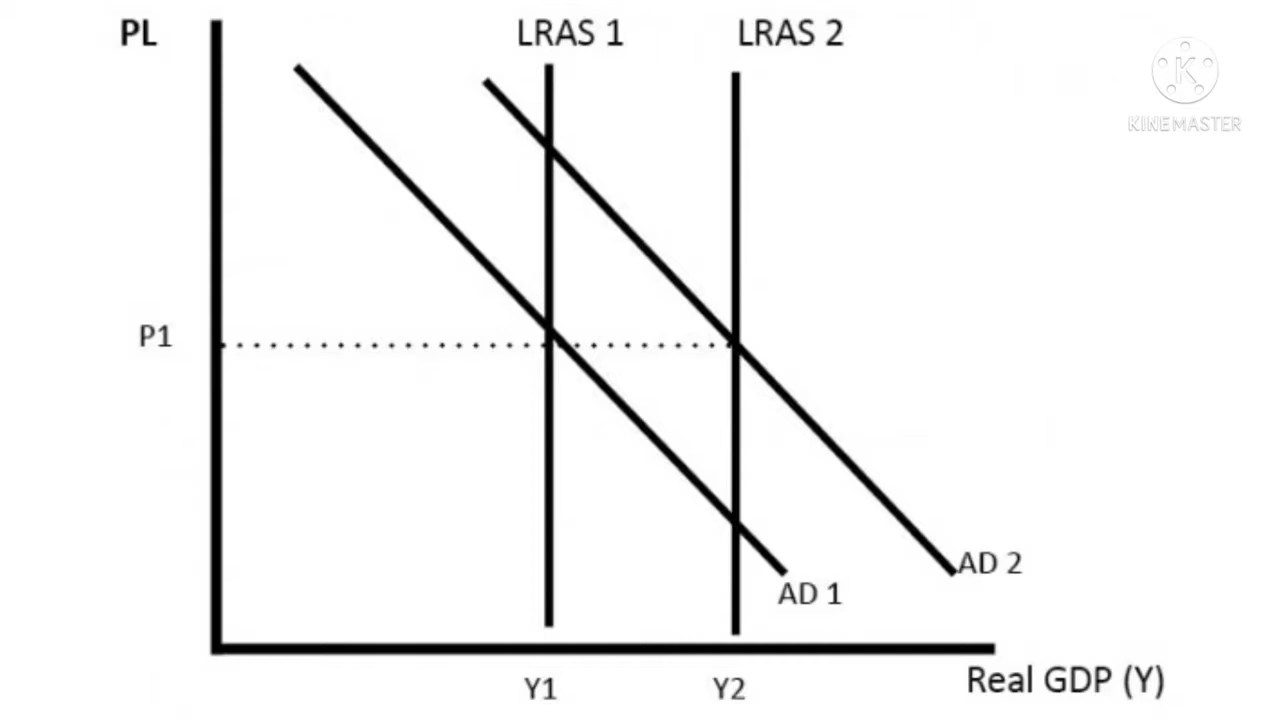 PL
LRAS 1
LRAS 2
K
KINEMASTER
P1
AD 2
AD 1
Y1
Y2
Real GDP (Y)